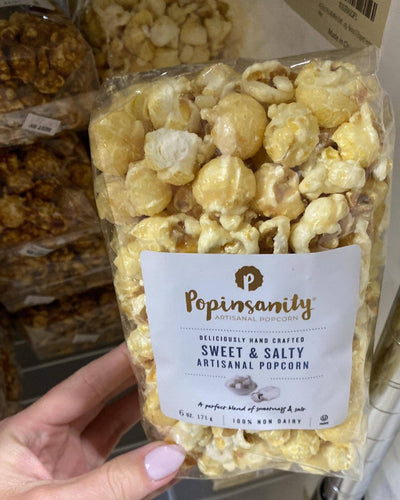 P
Popinsanity®
ARTISANAL POPCORN
DELICIOUSLY HAND CRAFTED
SWEET & SALTY
ARTISANAL POPCORN
A perfect blend of sweetness & salt
6 oz. 171 g | 100% NON DAIRY